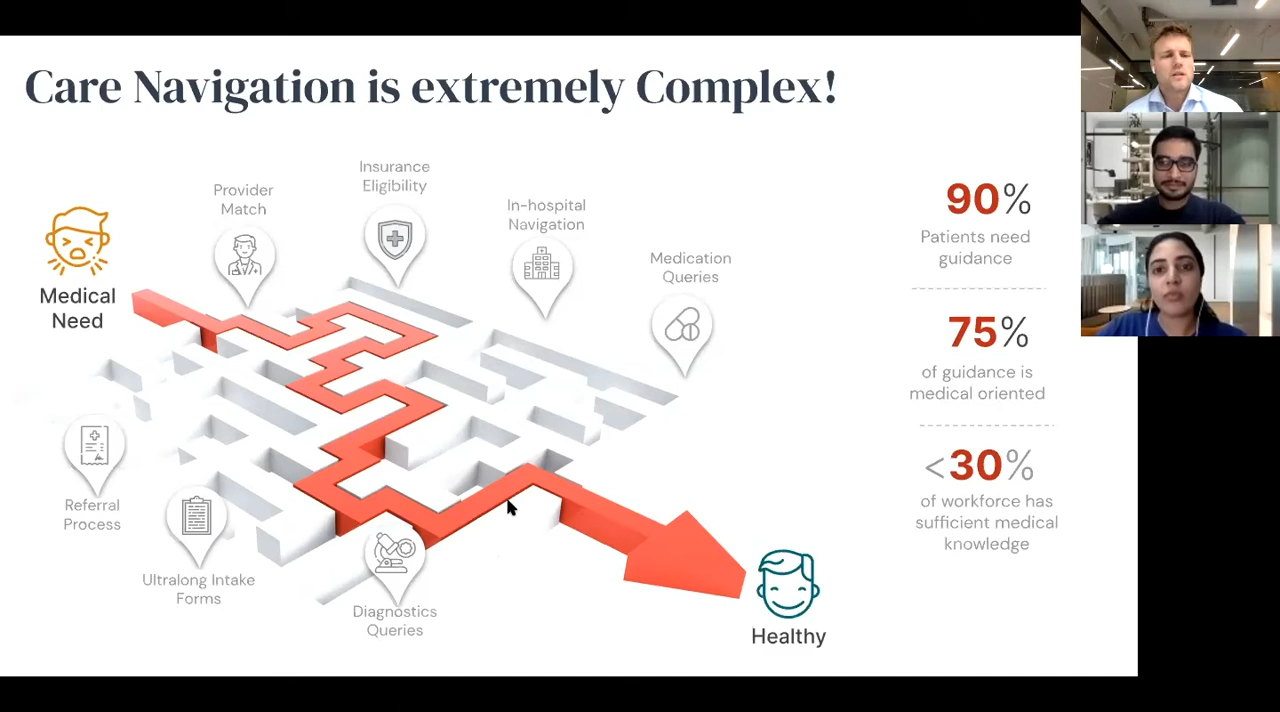 Care Navigation is extremely Complex!
Insurance
Eligibility
Provider
Match
In-hospital
Navigation
Medication
Queries
Medical
Need
Referral
Process
Ultralong Intake
Forms
Diagnostics
Queries
Healthy
90%
Patients need
guidance
75%
of guidance is
medical oriented
<30%
of workforce has
sufficient medical
knowledge